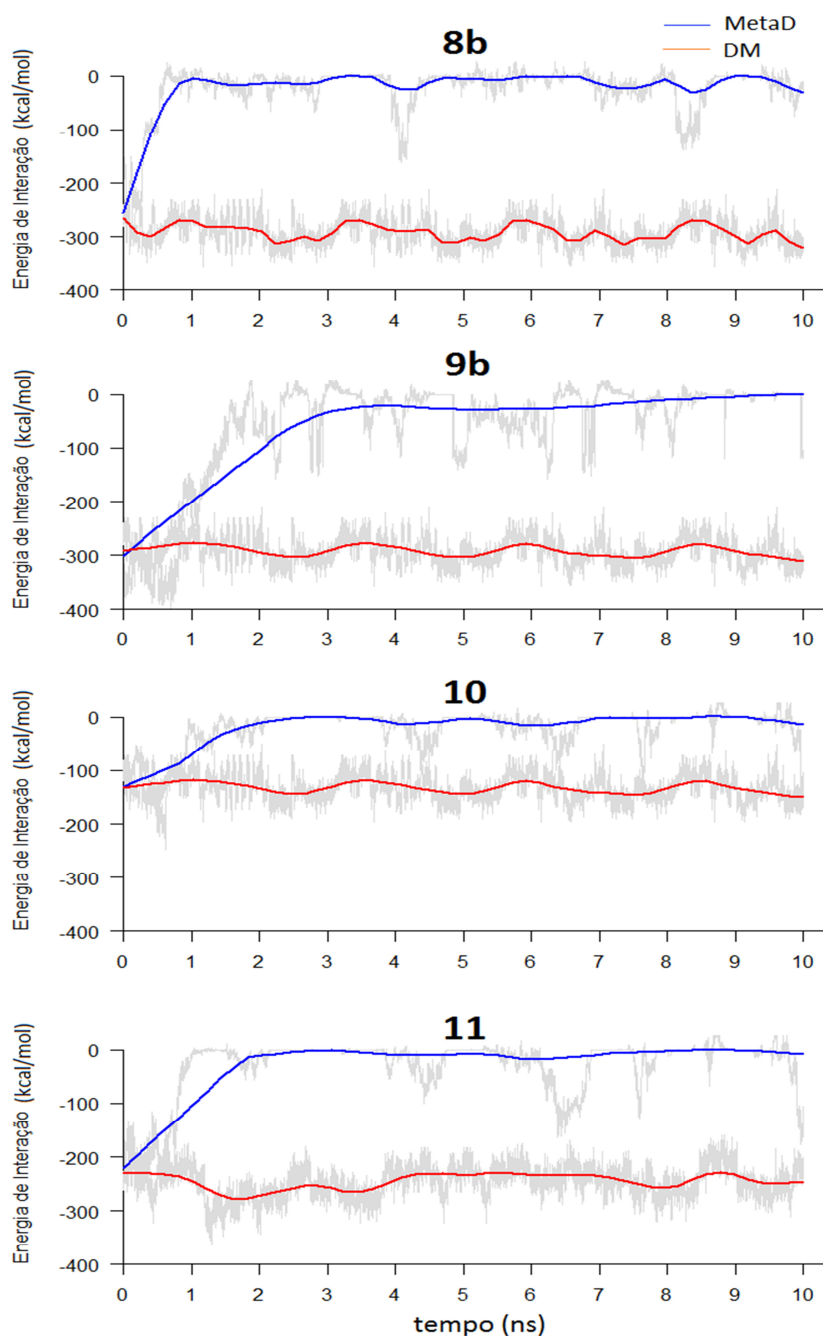 MetaD
8b
DM
Energia de Interação (kcal/mol)
0
-100
-200
-300
-400
0 1 2 3 4 5 6 7 8 9 10
9b
Energia de Interação (kcal/mol)
0
-100
-200
-300
-400
0 1 2 3 4 5 6 7 8 9 10
10
Energia de Interação (kcal/mol)
0
-100
-200
-300
-400
0 1 2 3 4 5 6 7 8 9 10
11
Energia de Interação (kcal/mol)
0
-100
-200
-300
-400
0 1 2 3 4 5 6 7 8 9 10
tempo (ns)